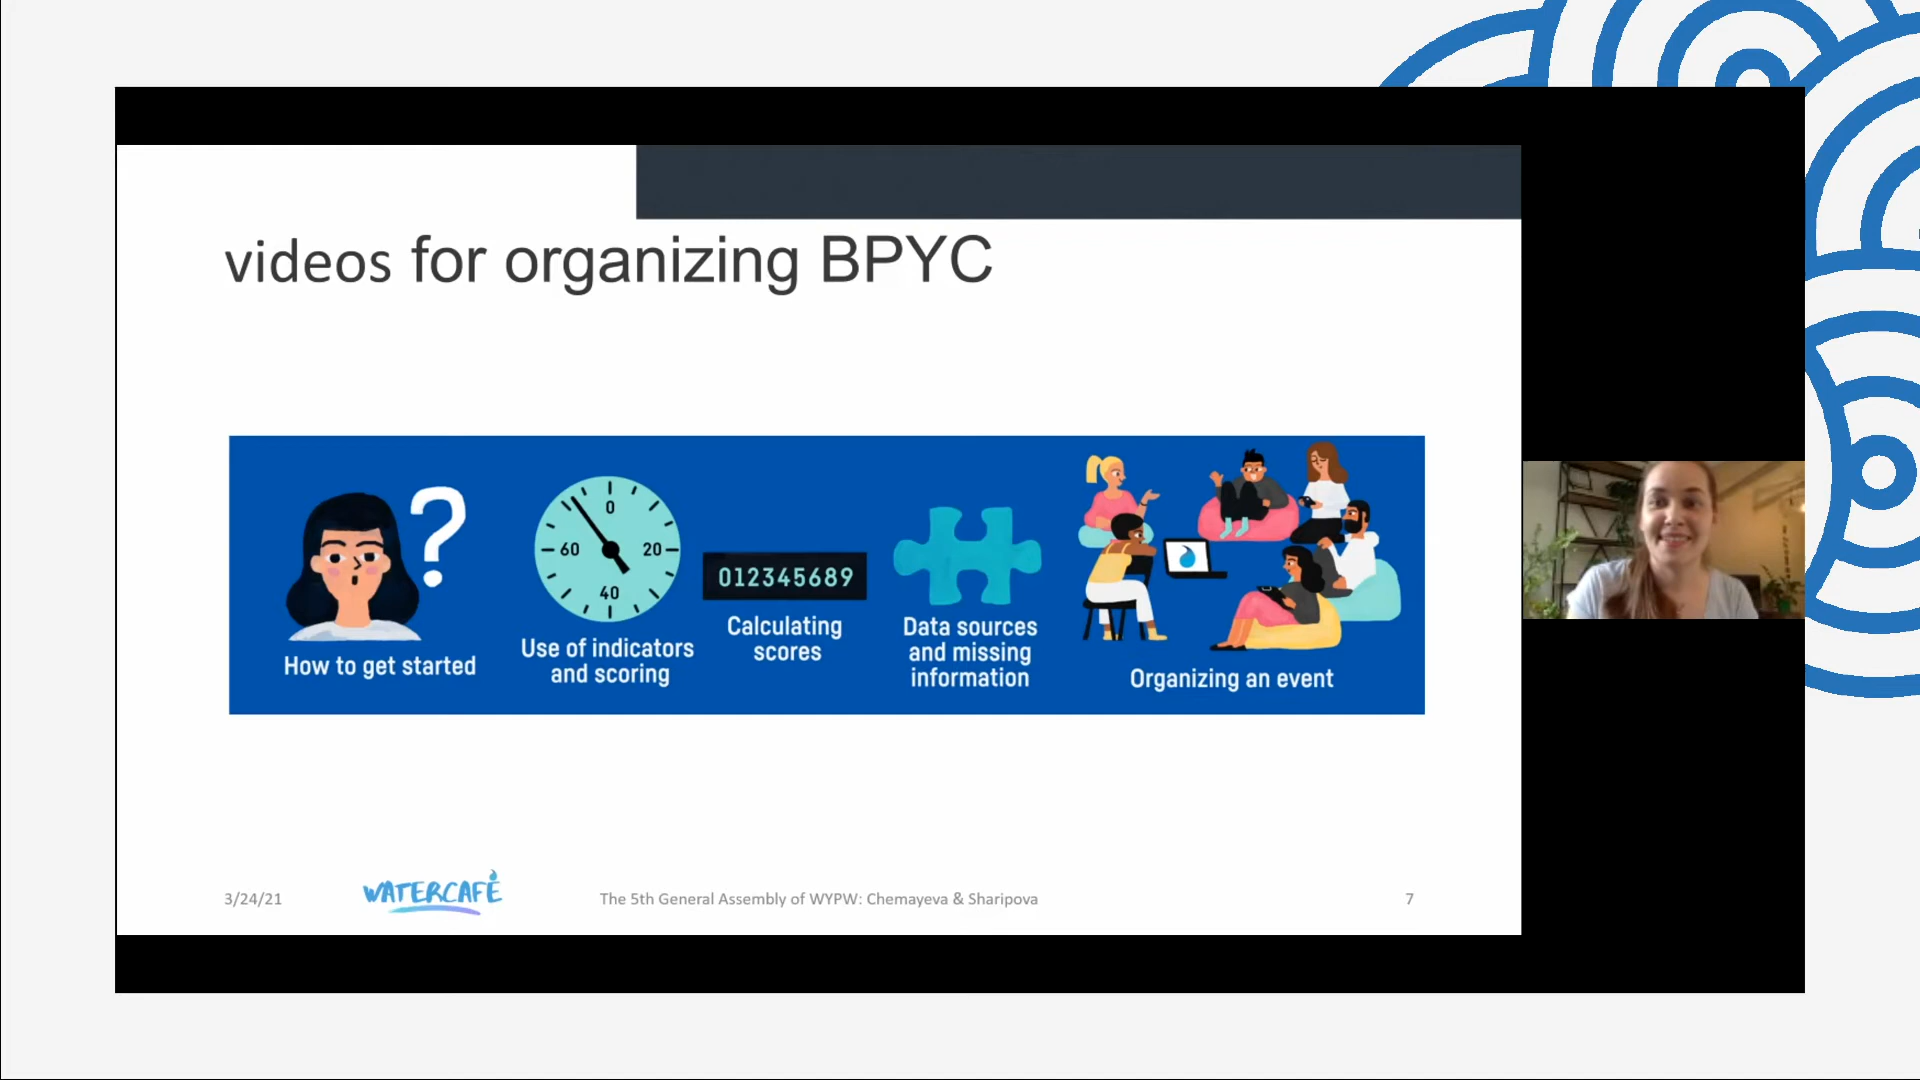 videos for organizing BPYC
?
How to get started
0
60
20
40
Use of indicators
and scoring
012345689
Calculating
scores
Data sources
and missing
information
Organizing an event
3/24/21
WATERCAFÉ
The 5th General Assembly of WYPW: Chemayeva & Sharipova
7